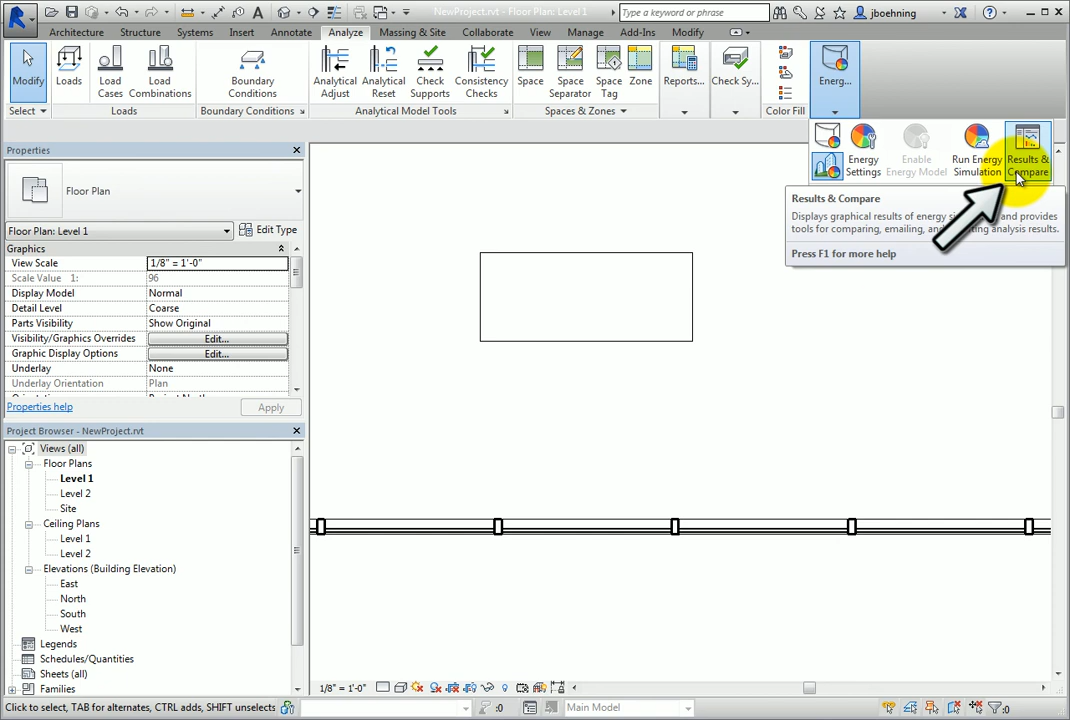 NewProject.rvt - Floor Plan: Level 1
Type a keyword or phrase
jboehning
Architecture Structure Systems Insert Annotate Analyze Massing & Site Collaborate View Manage Add-Ins Modify
Modify
Loads
Load Cases
Load Combinations
Boundary Conditions
Analytical Adjust
Analytical Reset
Check Supports
Consistency Checks
Space
Space Separator
Space Tag
Zone
Reports...
Check Sy...
Energ...
Select
Loads
Boundary Conditions
Analytical Model Tools
Spaces & Zones
Color Fill
Energy Settings
Enable Energy Model
Run Energy Simulation
Results & Compare
Results & Compare
Displays graphical results of energy si and provides
tools for comparing, emailing, and analysis results.
Press F1 for more help
Properties
Floor Plan
Floor Plan: Level 1
Edit Type
Graphics
View Scale 1/8" = 1'-0"
Scale Value 1: 96
Display Model Normal
Detail Level Coarse
Parts Visibility Show Original
Visibility/Graphics Overrides Edit...
Graphic Display Options Edit...
Underlay None
Underlay Orientation Plan
Properties help
Apply
Project Browser - NewProject.rvt
Views (all)
Floor Plans
Level 1
Level 2
Site
Ceiling Plans
Level 1
Level 2
Elevations (Building Elevation)
East
North
South
West
Legends
Schedules/Quantities
Sheets (all)
Families
1/8" = 1'-0"
Click to select, TAB for alternates, CTRL adds, SHIFT unselects
:0
Main Model
:0